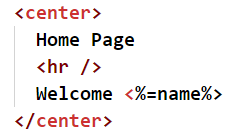 <center>
Home Page
<hr />
Welcome <%=name%>
</center>